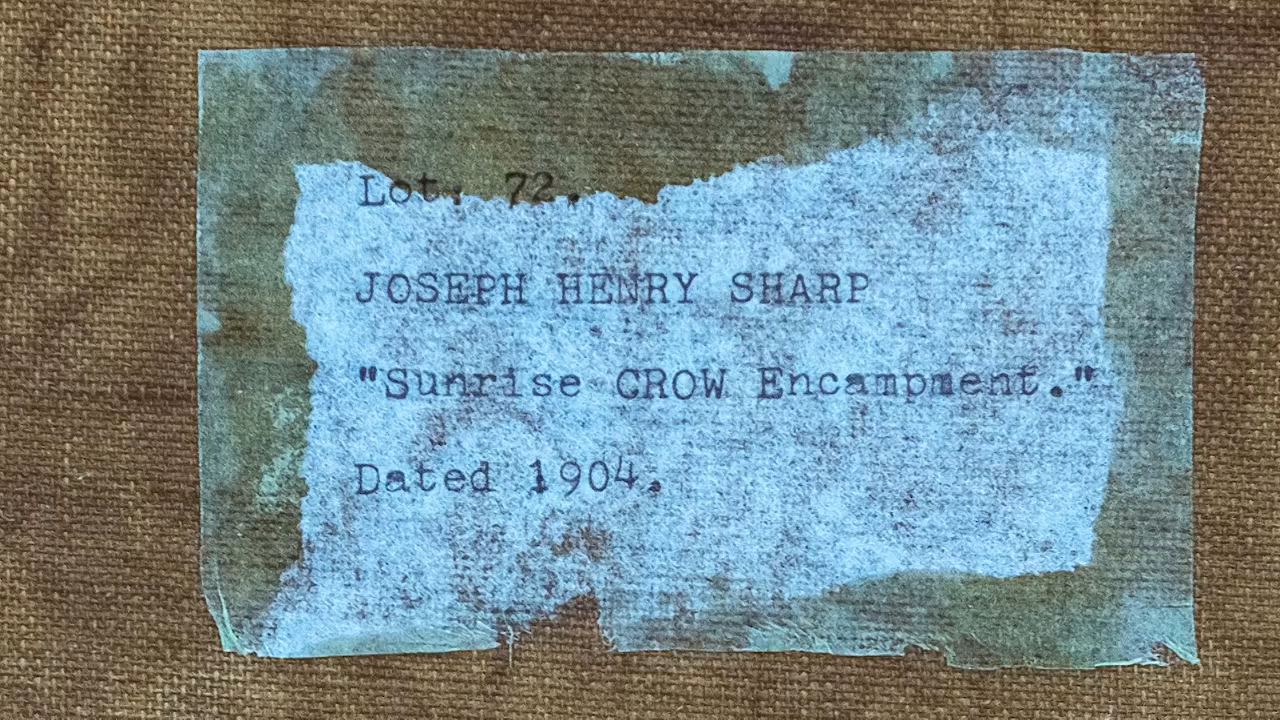 Lot. 72.
JOSEPH HENRY SHARP
"Sunrise CROW Encampment."
Dated 1904.